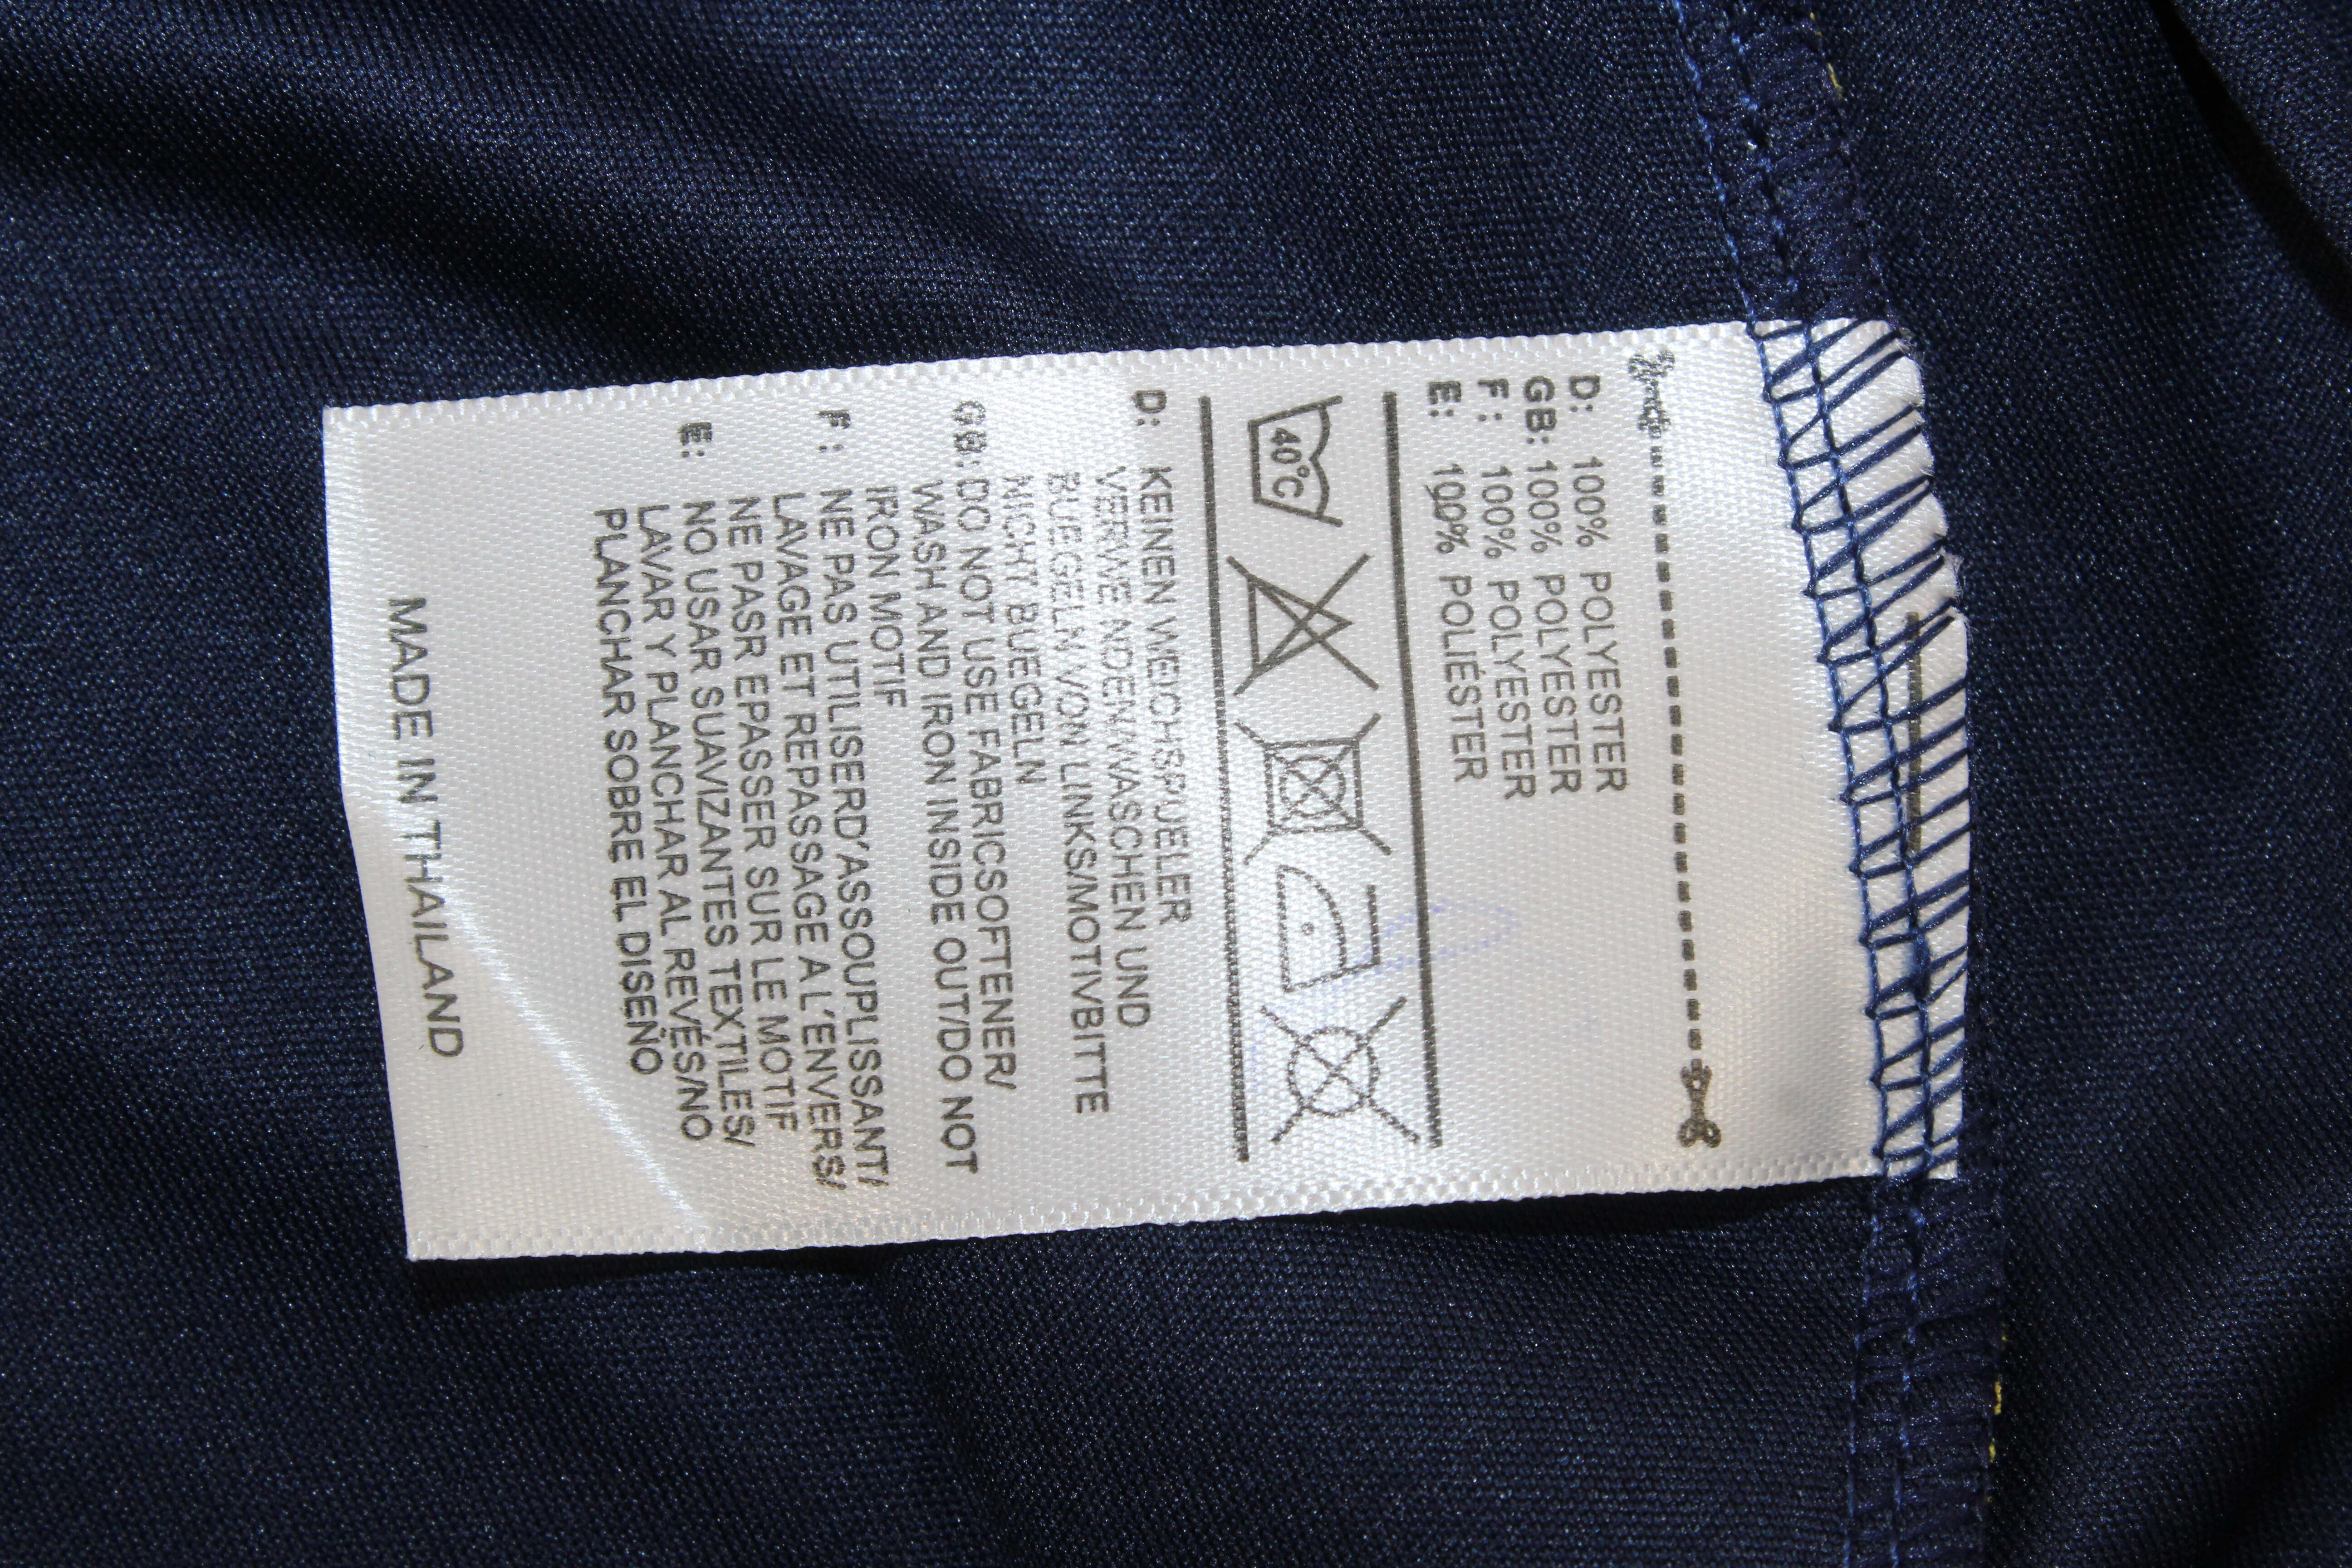 D: 100% POLYESTER
GB: 100% POLYESTER
F: 100% POLYESTER
E: 100% POLIÉSTER
40°C
D: KEINEN WEICHSPUELER
VERWE NDEN/WASCHEN UND
BUEGELN VON LINKS/MOTIVBITTE
NICHT BUEGELN
GB: DO NOT USE FABRICSOFTENER/
WASH AND IRON INSIDE OUT/DO NOT
IRON MOTIF
F: NE PAS UTILISERD'ASSOUPLISSANT/
LAVAGE ET REPASSAGE A L'ENVERS/
NE PASR EPASSER SUR LE MOTIF
E: NO USAR SUAVIZANTES TEXTILES/
LAVAR Y PLANCHAR AL REVÉS/NO
PLANCHAR SOBRE EL DISEÑO
MADE IN THAILAND